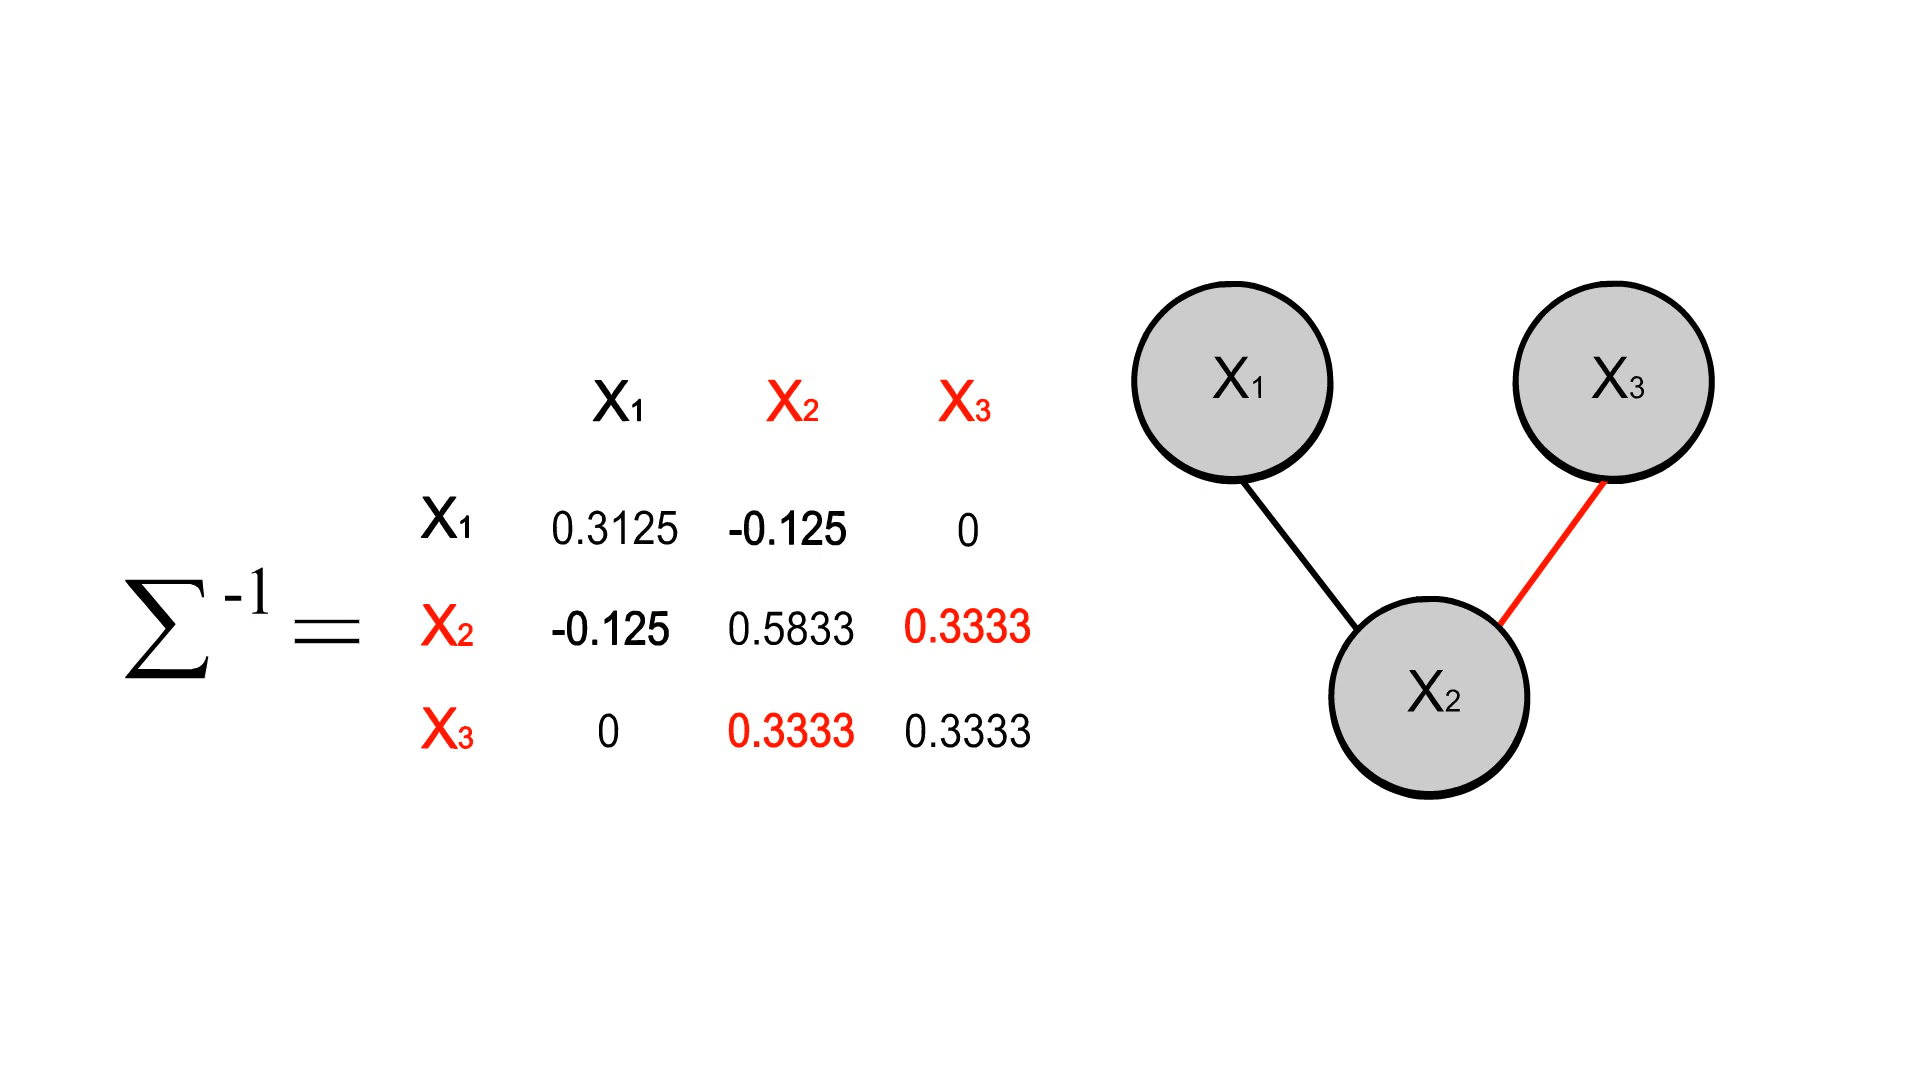 X₁ X₂ X₃
X₁ 0.3125 -0.125 0
∑⁻¹ = X₂ -0.125 0.5833 0.3333
X₃ 0 0.3333 0.3333
X₁ X₃
X₂